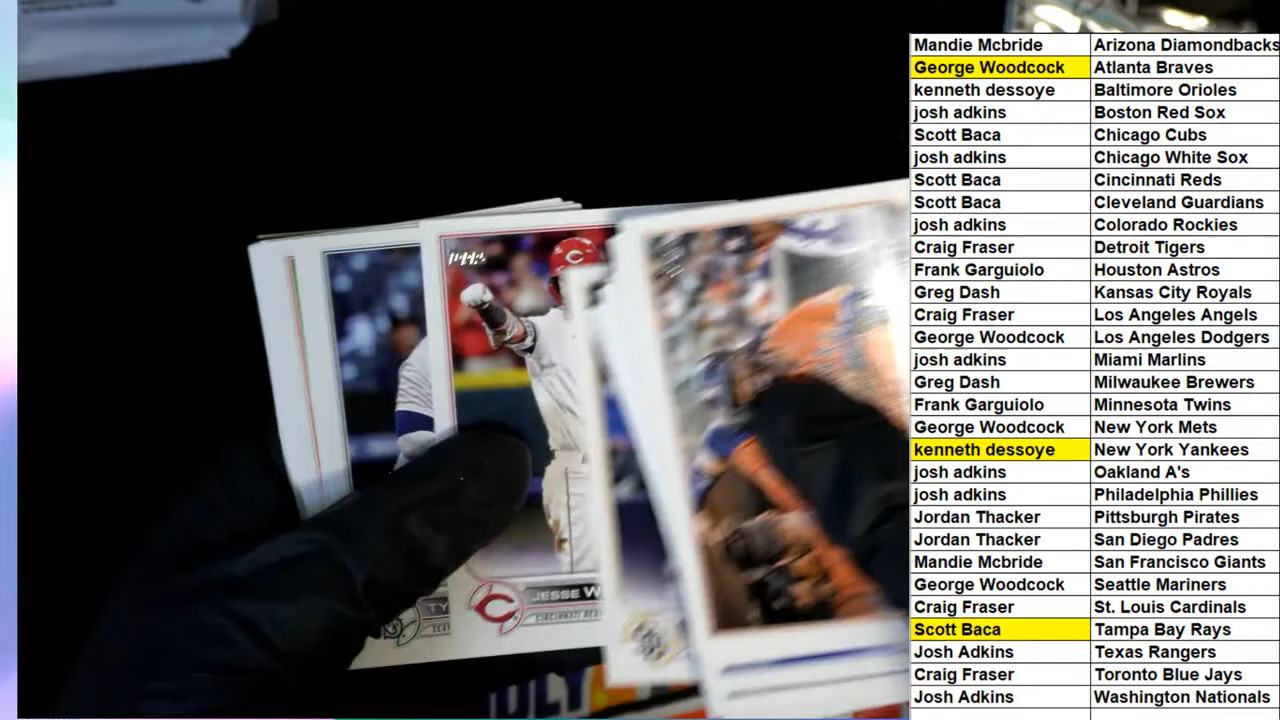 Mandie Mcbride Arizona Diamondbacks
George Woodcock Atlanta Braves
kenneth dessoye Baltimore Orioles
josh adkins Boston Red Sox
Scott Baca Chicago Cubs
josh adkins Chicago White Sox
Scott Baca Cincinnati Reds
Scott Baca Cleveland Guardians
josh adkins Colorado Rockies
Craig Fraser Detroit Tigers
Frank Garguiolo Houston Astros
Greg Dash Kansas City Royals
Craig Fraser Los Angeles Angels
George Woodcock Los Angeles Dodgers
josh adkins Miami Marlins
Greg Dash Milwaukee Brewers
Frank Garguiolo Minnesota Twins
George Woodcock New York Mets
kenneth dessoye New York Yankees
josh adkins Oakland A's
josh adkins Philadelphia Phillies
Jordan Thacker Pittsburgh Pirates
Jordan Thacker San Diego Padres
Mandie Mcbride San Francisco Giants
George Woodcock Seattle Mariners
Craig Fraser St. Louis Cardinals
Scott Baca Tampa Bay Rays
Josh Adkins Texas Rangers
Craig Fraser Toronto Blue Jays
Josh Adkins Washington Nationals
TY
SEA
JESSE W
CINCINNATI RED
C
C